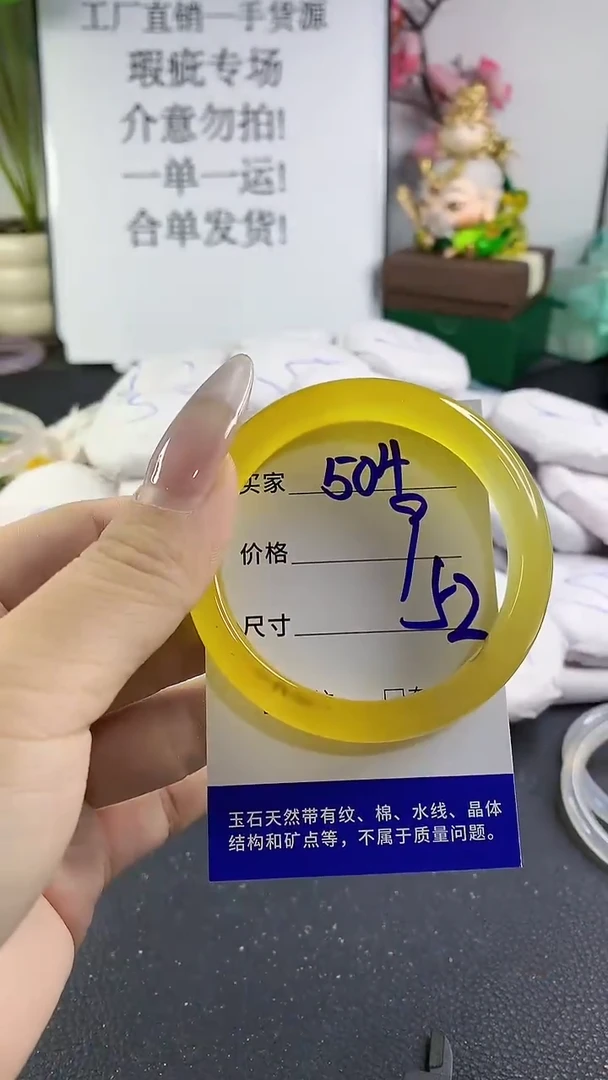 工厂直销一手货源
瑕疵专场
介意勿拍!
一单一运!
合单发货!
买家 504
价格 9
尺寸 52
玉石天然带有纹、棉、水线、晶体
结构和矿点等，不属于质量问题。